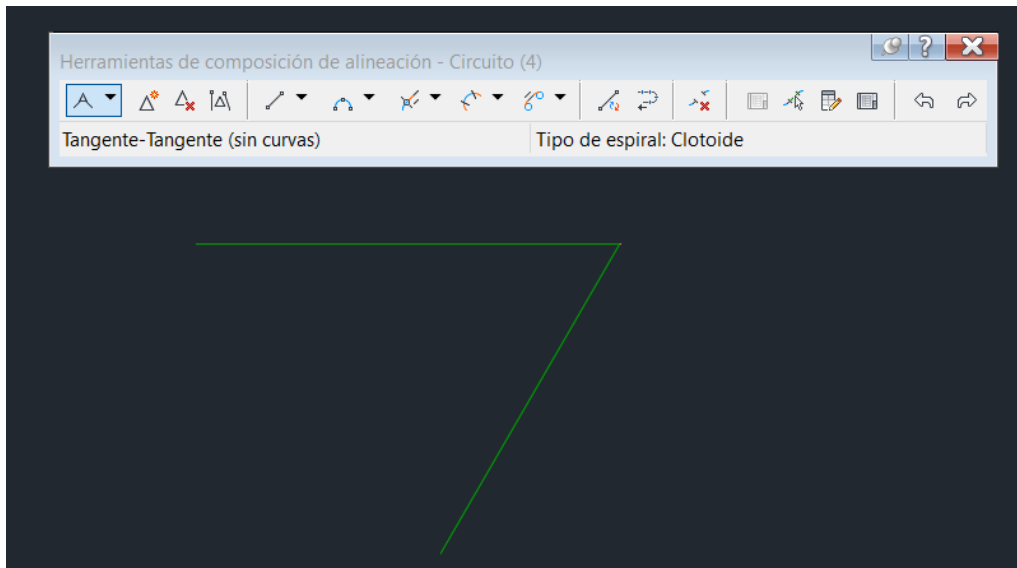 Herramientas de composición de alineación - Circuito (4)
Tangente-Tangente (sin curvas)
Tipo de espiral: Clotoide